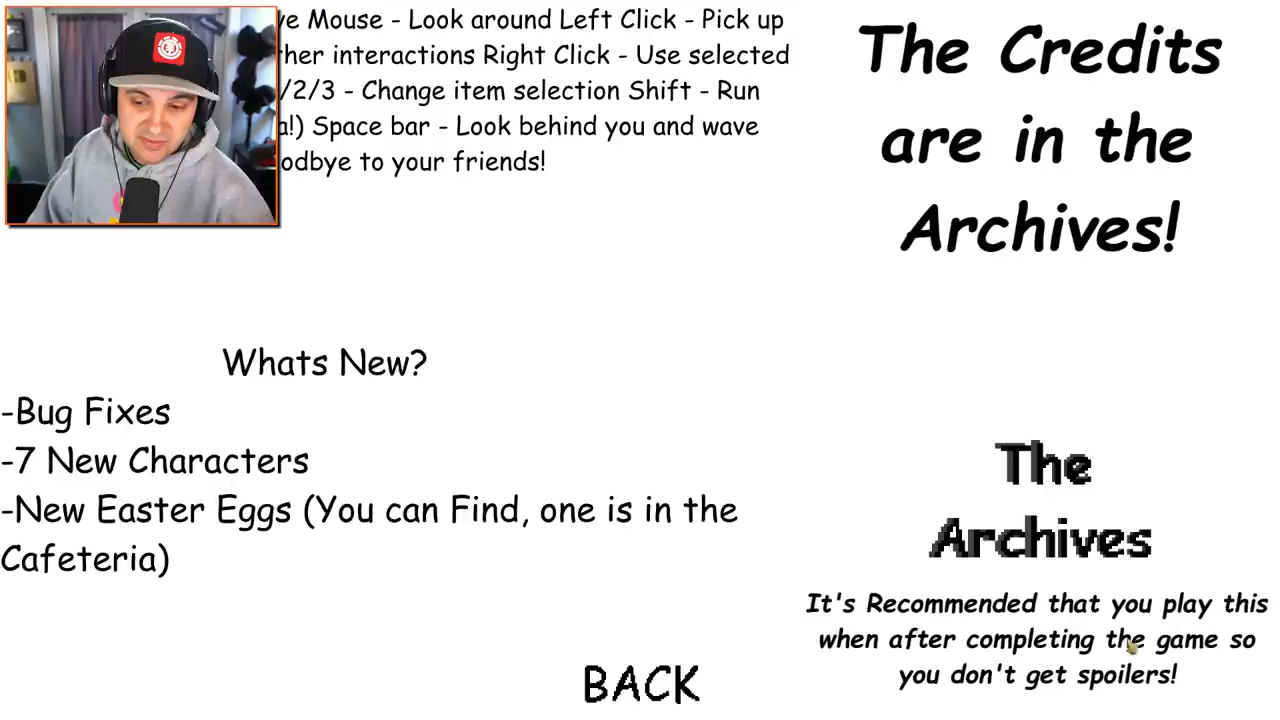 ve Mouse - Look around Left Click - Pick up
her interactions Right Click - Use selected
/2/3 - Change item selection Shift - Run
a!) Space bar - Look behind you and wave
odbye to your friends!
The Credits
are in the
Archives!
Whats New?
-Bug Fixes
-7 New Characters
-New Easter Eggs (You can Find, one is in the
Cafeteria)
The
Archives
It's Recommended that you play this
when after completing the game so
you don't get spoilers!
BACK